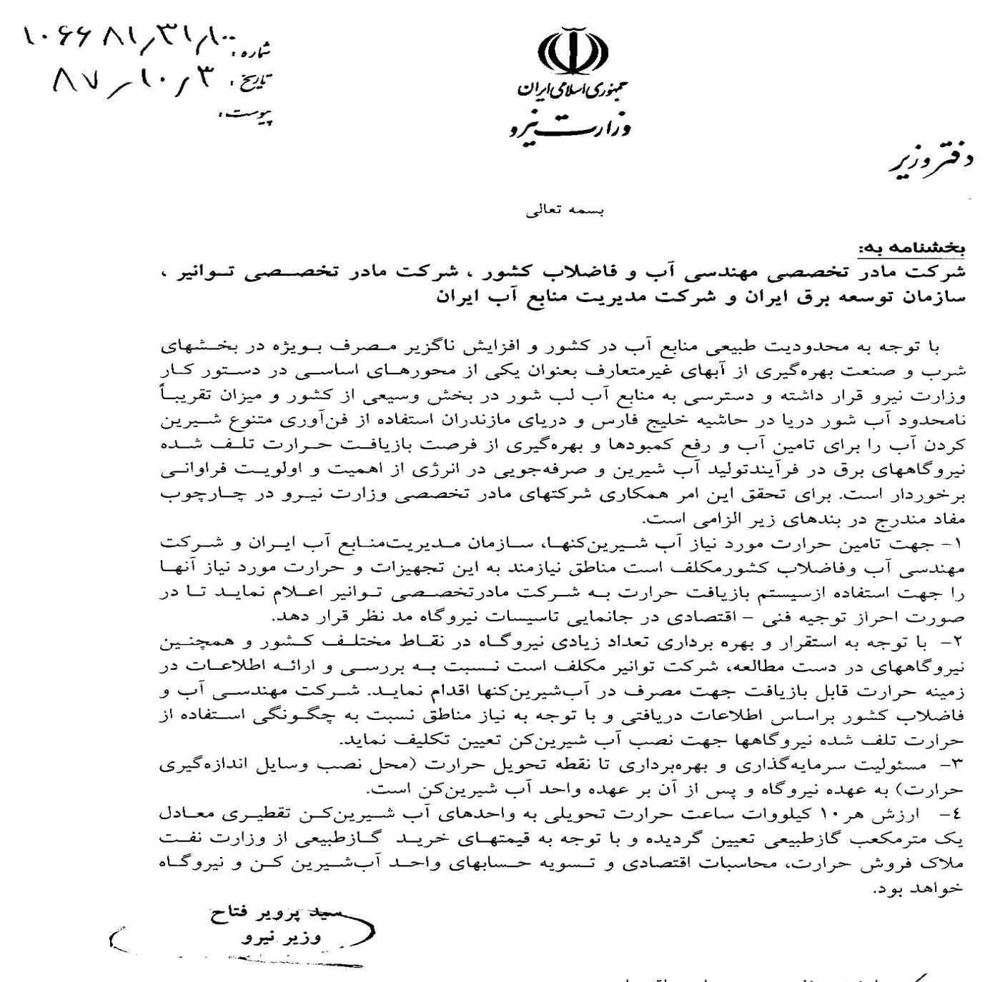 جمهوری اسلامی ایران
وزارت نیرو
شماره: ۱۰۰/۳۱/۸۱ ۱۰۶۶
تاریخ: ۸۷/۱۰/۳
پیوست:
دفتر وزیر
بسمه تعالی
بخشنامه به:
شرکت مادر تخصصی مهندسی آب و فاضلاب کشور ، شرکت مادر تخصصی توانیر ،
سازمان توسعه برق ایران و شرکت مدیریت منابع آب ایران
با توجه به محدودیت طبیعی منابع آب در کشور و افزایش ناگزیر مصرف بویژه در بخشهای
شرب و صنعت بهره‌گیری از آبهای غیرمتعارف بعنوان یکی از محورهای اساسی در دستور کار
وزارت نیرو قرار داشته و دسترسی به منابع آب لب شور در بخش وسیعی از کشور و میزان تقریباً
نامحدود آب شور دریا در حاشیه خلیج فارس و دریای مازندران استفاده از فن‌آوری متنوع شیرین
کردن آب را برای تامین آب و رفع کمبودها و بهره‌گیری از فرصت بازیافت حرارت تلف شده
نیروگاههای برق در فرآیندتولید آب شیرین و صرفه‌جویی در انرژی از اهمیت و اولویت فراوانی
برخوردار است. برای تحقق این امر همکاری شرکتهای مادر تخصصی وزارت نیرو در چارچوب
مفاد مندرج در بندهای زیر الزامی است.
۱- جهت تامین حرارت مورد نیاز آب شیرین‌کنها، سازمان مدیریت‌منابع آب ایران و شرکت
مهندسی آب وفاضلاب کشورمکلف است مناطق نیازمند به این تجهیزات و حرارت مورد نیاز آنها
را جهت استفاده ازسیستم بازیافت حرارت به شرکت مادرتخصصی توانیر اعلام نماید تا در
صورت احراز توجیه فنی – اقتصادی در جانمایی تاسیسات نیروگاه مد نظر قرار دهد.
۲- با توجه به استقرار و بهره برداری تعداد زیادی نیروگاه در نقاط مختلف کشور و همچنین
نیروگاههای در دست مطالعه، شرکت توانیر مکلف است نسبت به بررسی و ارائه اطلاعات در
زمینه حرارت قابل بازیافت جهت مصرف در آب‌شیرین‌کنها اقدام نماید. شرکت مهندسی آب و
فاضلاب کشور براساس اطلاعات دریافتی و با توجه به نیاز مناطق نسبت به چگونگی استفاده از
حرارت تلف شده نیروگاهها جهت نصب آب شیرین‌کن تعیین تکلیف نماید.
۳- مسئولیت سرمایه‌گذاری و بهره‌برداری تا نقطه تحویل حرارت (محل نصب وسایل اندازه‌گیری
حرارت) به عهده نیروگاه و پس از آن بر عهده واحد آب شیرین‌کن است.
٤- ارزش هر ۱۰ کیلووات ساعت حرارت تحویلی به واحدهای آب شیرین‌کن تقطیری معادل
یک مترمکعب گازطبیعی تعیین گردیده و با توجه به قیمتهای خرید گازطبیعی از وزارت نفت
ملاک فروش حرارت، محاسبات اقتصادی و تسویه حسابهای واحد آب‌شیرین کن و نیروگاه
خواهد بود.
سید پرویز فتاح
وزیر نیرو